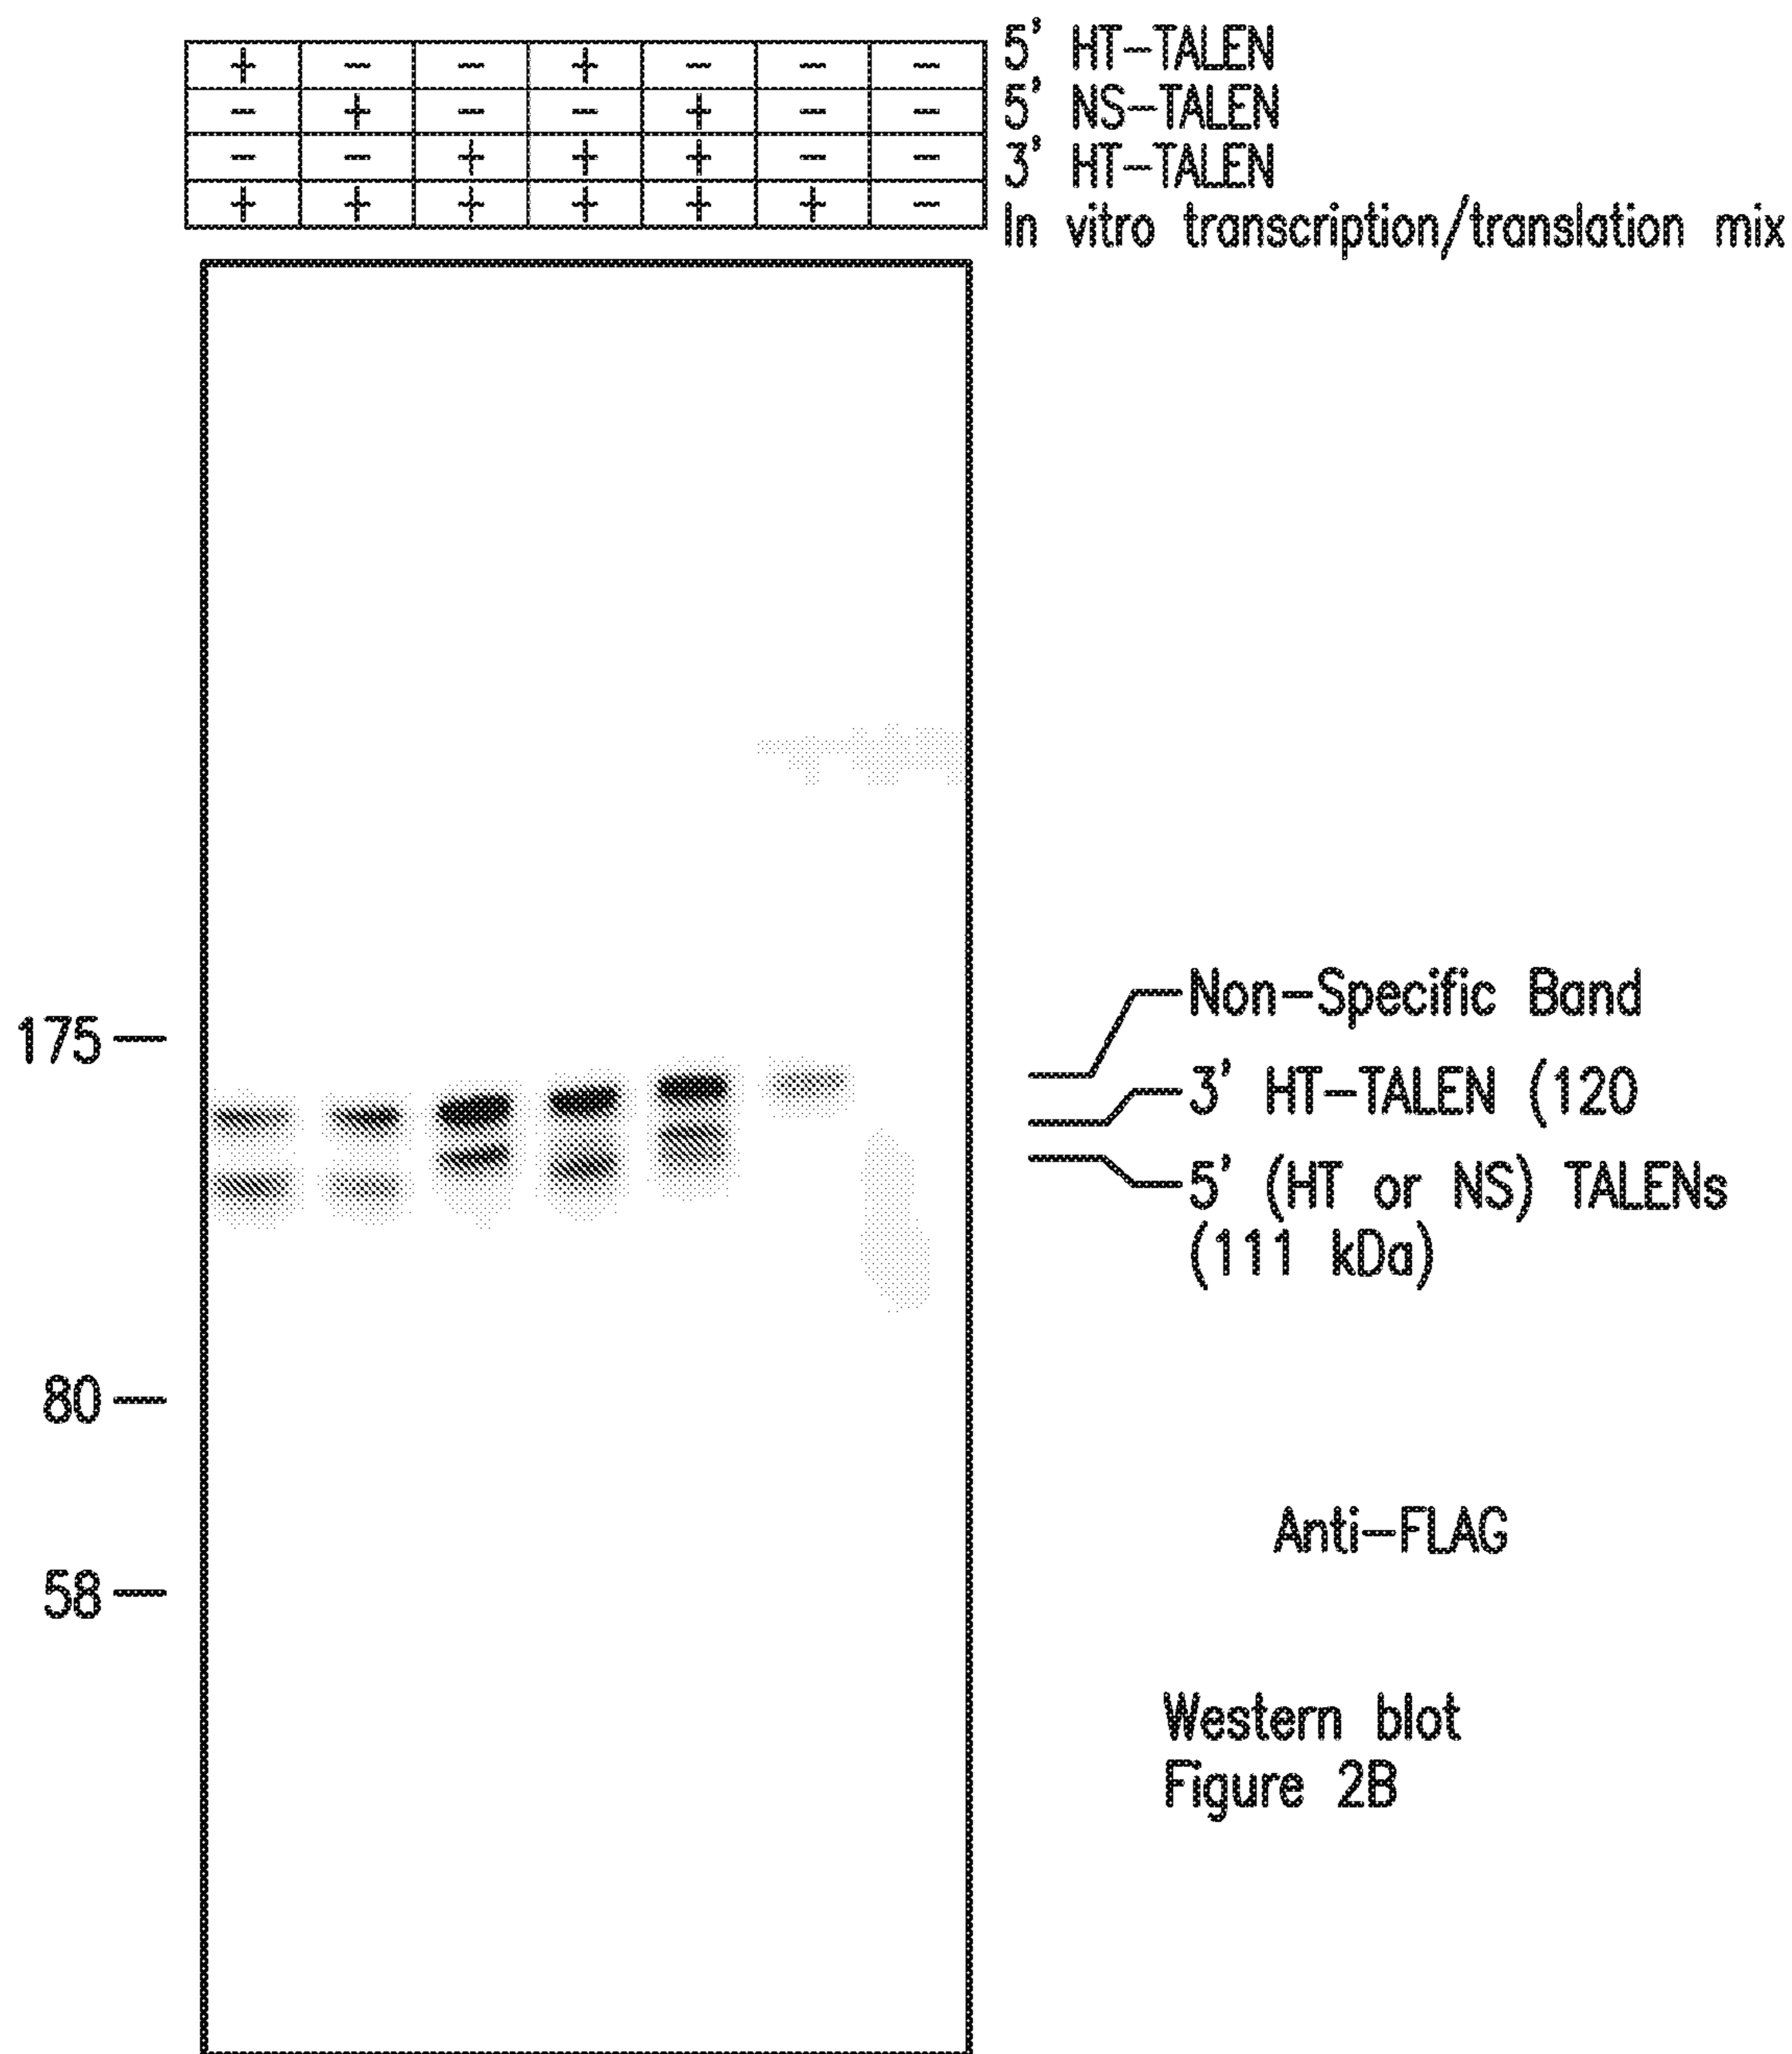 + − − + − − − 5' HT−TALEN
− + − − + − − 5' NS−TALEN
− − + + + − − 3' HT−TALEN
+ + + + + + − In vitro transcription/translation mix
Non−Specific Band
175
3' HT−TALEN (120
5' (HT or NS) TALENs
(111 kDa)
80
Anti−FLAG
58
Western blot
Figure 2B